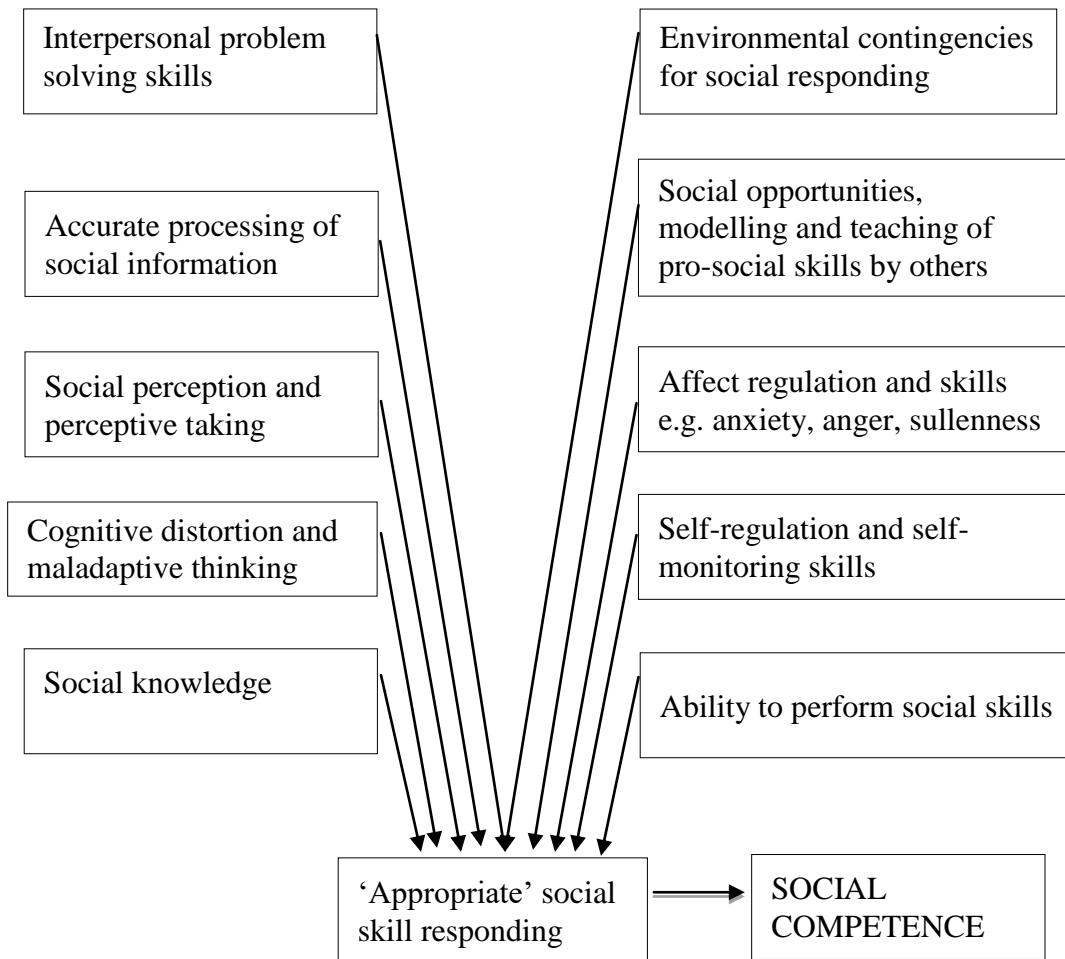 Interpersonal problem
solving skills
Accurate processing of
social information
Social perception and
perceptive taking
Cognitive distortion and
maladaptive thinking
Social knowledge
Environmental contingencies
for social responding
Social opportunities,
modelling and teaching of
pro-social skills by others
Affect regulation and skills
e.g. anxiety, anger, sullenness
Self-regulation and self-
monitoring skills
Ability to perform social skills
‘Appropriate’ social
skill responding
SOCIAL
COMPETENCE